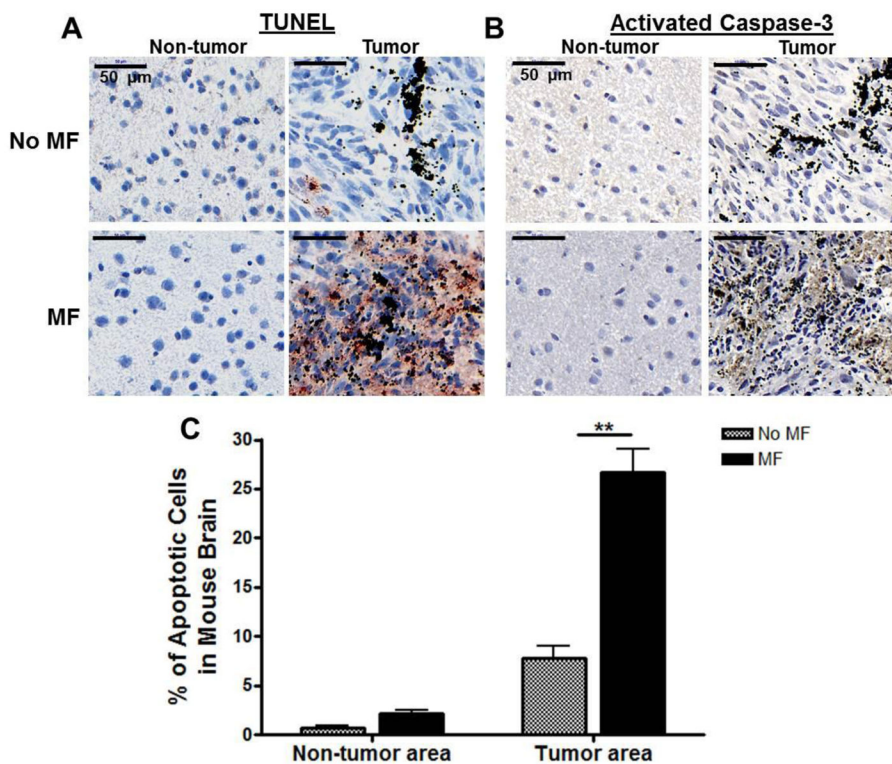 A
TUNEL
B
Activated Caspase-3
Non-tumor
Tumor
Non-tumor
Tumor
50 µm
50 µm
No MF
MF
C
% of Apoptotic Cells
in Mouse Brain
30
25
20
15
10
5
0
**
No MF
MF
Non-tumor area
Tumor area